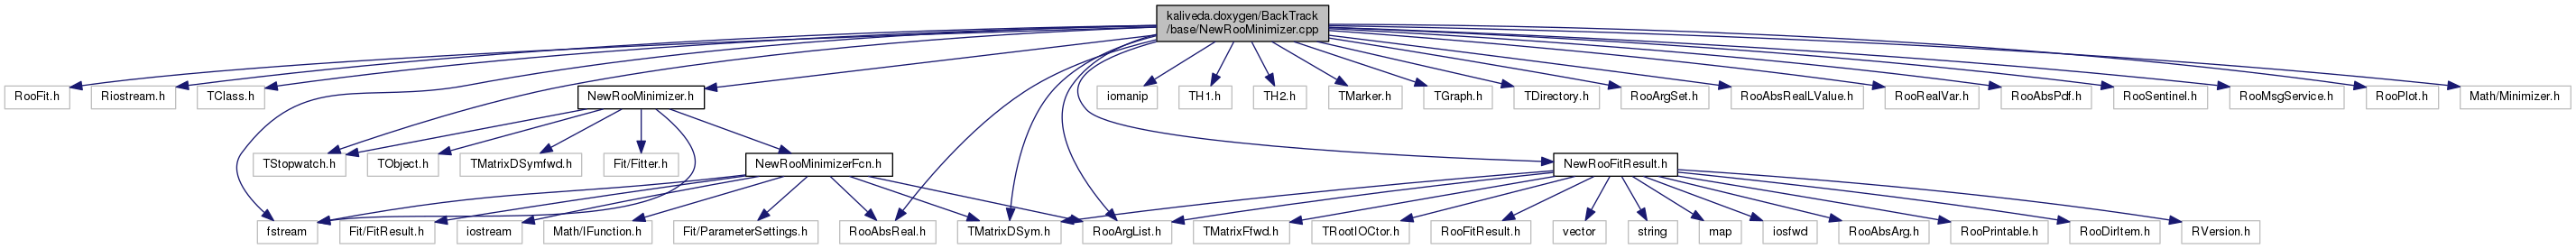 kaliveda.doxygen/BackTrack
/base/NewRooMinimizer.cpp
RooFit.h
Riostream.h
TClass.h
NewRooMinimizer.h
iomanip
TH1.h
TH2.h
TMarker.h
TGraph.h
TDirectory.h
RooArgSet.h
RooAbsRealLValue.h
RooRealVar.h
RooAbsPdf.h
RooSentinel.h
RooMsgService.h
RooPlot.h
Math/Minimizer.h
TStopwatch.h
TObject.h
TMatrixDSymfwd.h
Fit/Fitter.h
NewRooMinimizerFcn.h
NewRooFitResult.h
fstream
Fit/FitResult.h
iostream
Math/IFunction.h
Fit/ParameterSettings.h
RooAbsReal.h
TMatrixDSym.h
RooArgList.h
TMatrixFfwd.h
TRootIOCtor.h
RooFitResult.h
vector
string
map
iosfwd
RooAbsArg.h
RooPrintable.h
RooDirItem.h
RVersion.h